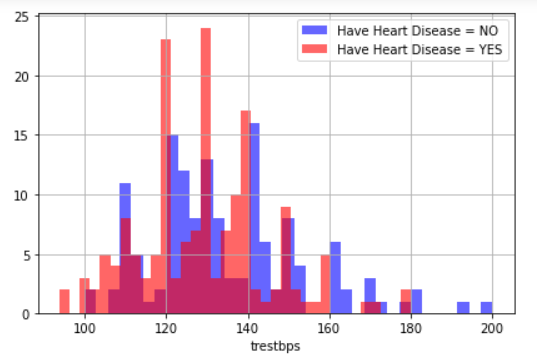 25
20
15
10
5
0
Have Heart Disease = NO
Have Heart Disease = YES
100 120 140 160 180 200
trestbps